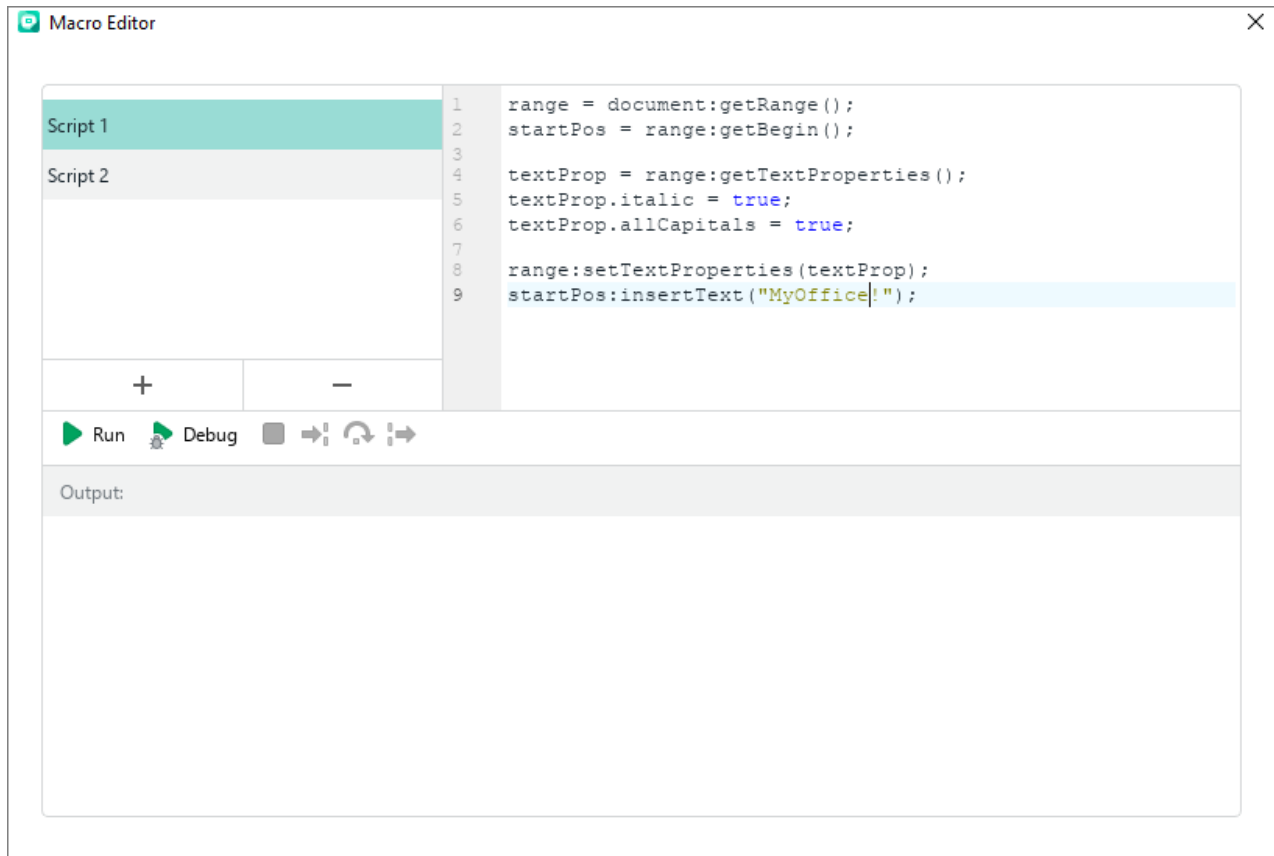 Macro Editor
Script 1
Script 2
1 range = document:getRange();
2 startPos = range:getBegin();
3
4 textProp = range:getTextProperties();
5 textProp.italic = true;
6 textProp.allCapitals = true;
7
8 range:setTextProperties(textProp);
9 startPos:insertText("MyOffice!");
+ −
Run Debug
Output: